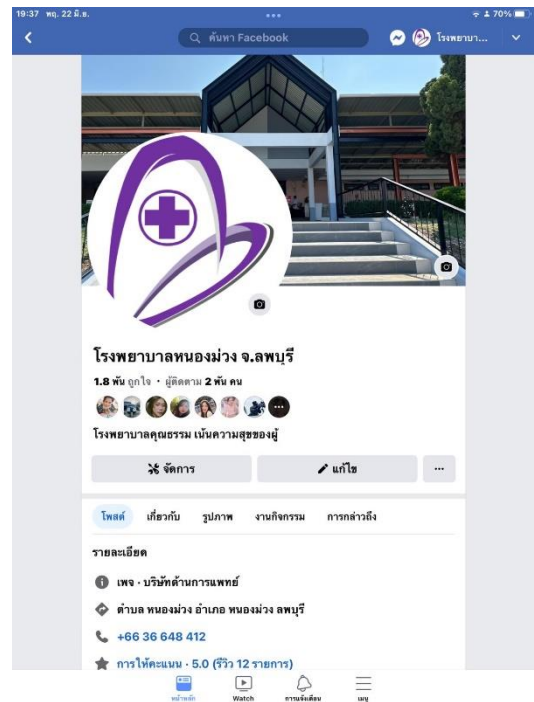 19:37 พฤ. 22 มิ.ย.
70%
ค้นหา Facebook
โรงพยาบา...
โรงพยาบาลหนองม่วง จ.ลพบุรี
1.8 พัน ถูกใจ • ผู้ติดตาม 2 พัน คน
โรงพยาบาลคุณธรรม เน้นความสุขของผู้
จัดการ
แก้ไข
โพสต์ เกี่ยวกับ รูปภาพ งานกิจกรรม การกล่าวถึง
รายละเอียด
เพจ · บริษัทด้านการแพทย์
ตำบล หนองม่วง อำเภอ หนองม่วง ลพบุรี
+66 36 648 412
การให้คะแนน · 5.0 (รีวิว 12 รายการ)
หน้าหลัก Watch การแจ้งเตือน เมนู